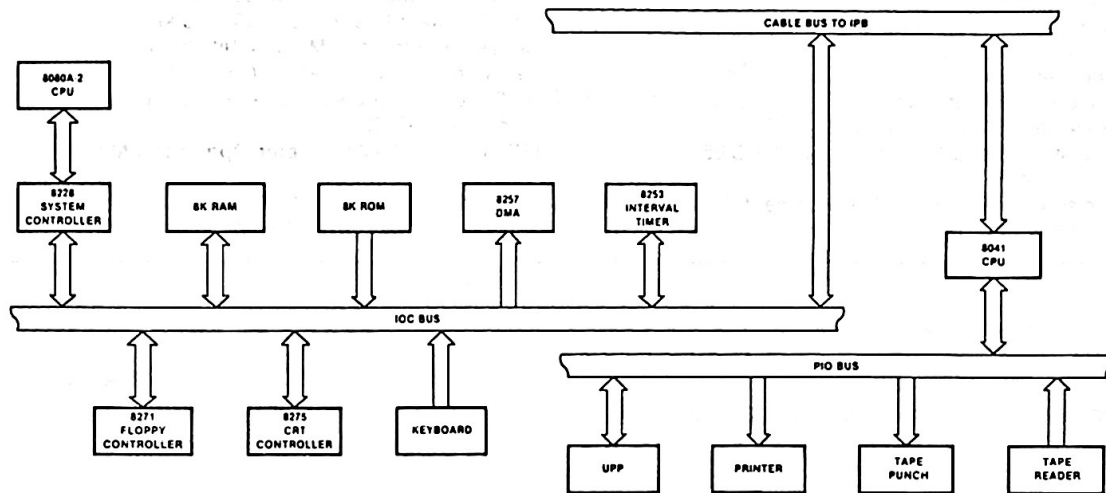 CABLE BUS TO IPB
8080A-2
CPU
8228
SYSTEM
CONTROLLER
8K RAM
8K ROM
8257
DMA
8253
INTERVAL
TIMER
8041
CPU
IOC BUS
PIO BUS
8271
FLOPPY
CONTROLLER
8275
CRT
CONTROLLER
KEYBOARD
UPP
PRINTER
TAPE
PUNCH
TAPE
READER